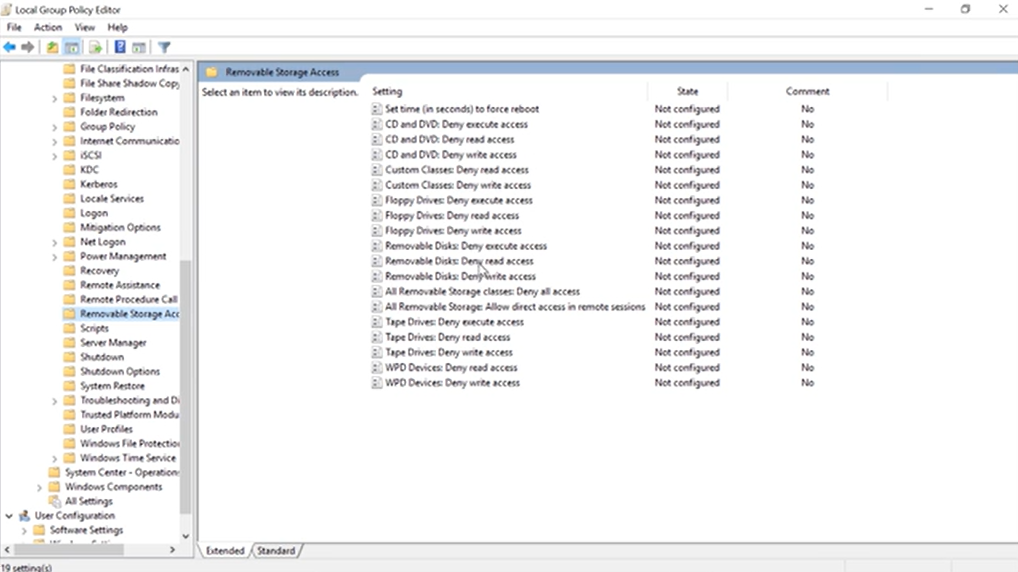 Local Group Policy Editor
File Action View Help
File Classification Infras
File Share Shadow Copy
Filesystem
Folder Redirection
Group Policy
Internet Communicatio
iSCSI
KDC
Kerberos
Locale Services
Logon
Mitigation Options
Net Logon
Power Management
Recovery
Remote Assistance
Remote Procedure Call
Removable Storage Acc
Scripts
Server Manager
Shutdown
Shutdown Options
System Restore
Troubleshooting and Di
Trusted Platform Modu
User Profiles
Windows File Protection
Windows Time Service
System Center - Operations
Windows Components
All Settings
User Configuration
Software Settings
Removable Storage Access
Select an item to view its description.
Setting State Comment
Set time (in seconds) to force reboot Not configured No
CD and DVD: Deny execute access Not configured No
CD and DVD: Deny read access Not configured No
CD and DVD: Deny write access Not configured No
Custom Classes: Deny read access Not configured No
Custom Classes: Deny write access Not configured No
Floppy Drives: Deny execute access Not configured No
Floppy Drives: Deny read access Not configured No
Floppy Drives: Deny write access Not configured No
Removable Disks: Deny execute access Not configured No
Removable Disks: Deny read access Not configured No
Removable Disks: Deny write access Not configured No
All Removable Storage classes: Deny all access Not configured No
All Removable Storage: Allow direct access in remote sessions Not configured No
Tape Drives: Deny execute access Not configured No
Tape Drives: Deny read access Not configured No
Tape Drives: Deny write access Not configured No
WPD Devices: Deny read access Not configured No
WPD Devices: Deny write access Not configured No
Extended Standard
19 setting(s)